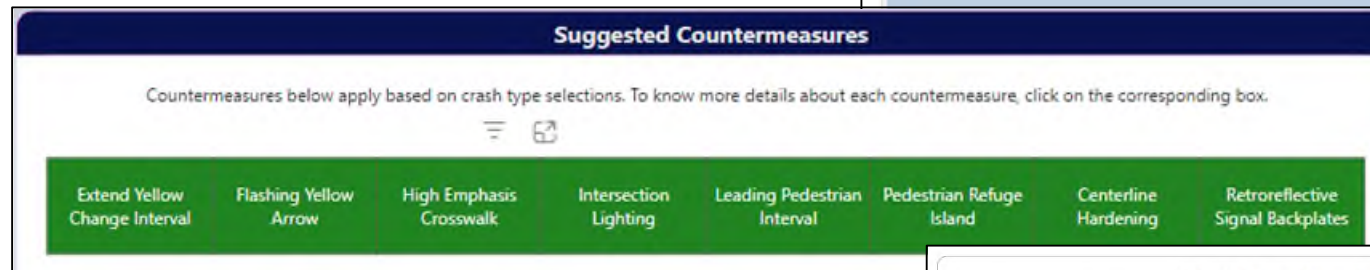 Suggested Countermeasures
Countermeasures below apply based on crash type selections. To know more details about each countermeasure, click on the corresponding box.
Extend Yellow
Change Interval
Flashing Yellow
Arrow
High Emphasis
Crosswalk
Intersection
Lighting
Leading Pedestrian
Interval
Pedestrian Refuge
Island
Centerline
Hardening
Retroreflective
Signal Backplates